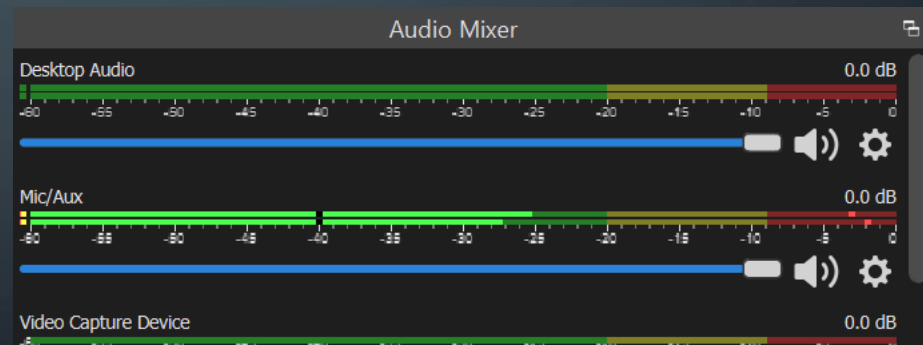 Audio Mixer
Desktop Audio 0.0 dB
-60 -55 -50 -45 -40 -35 -30 -25 -20 -15 -10 -5 0
Mic/Aux 0.0 dB
-60 -55 -50 -45 -40 -35 -30 -25 -20 -15 -10 -5 0
Video Capture Device 0.0 dB